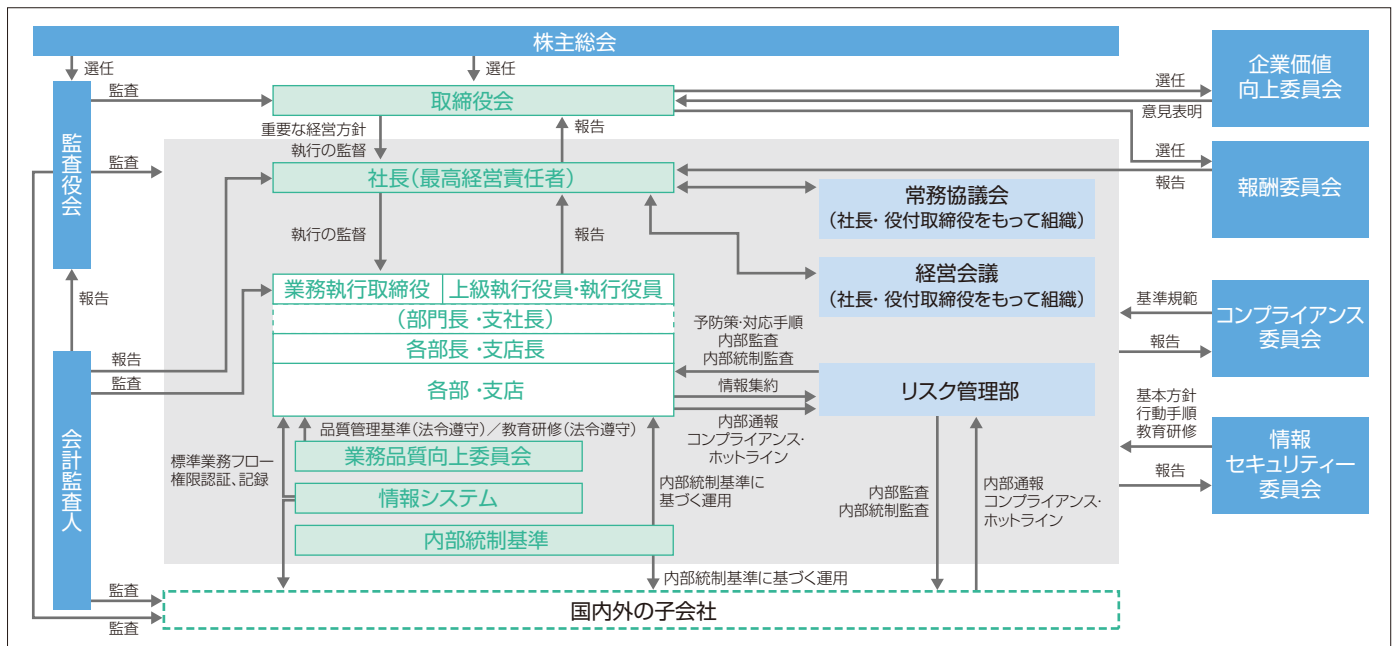 株主総会
選任
選任
企業価値
向上委員会
監査役会
監査
取締役会
選任
意見表明
重要な経営方針
執行の監督
報告
監査
社長(最高経営責任者)
選任
報告
報酬委員会
常務協議会
(社長・役付取締役をもって組織)
執行の監督
報告
経営会議
(社長・役付取締役をもって組織)
報告
業務執行取締役
上級執行役員・執行役員
(部門長・支社長)
各部長・支店長
各部・支店
予防策・対応手順
内部監査
内部統制監査
情報集約
内部通報
コンプライアンス・
ホットライン
リスク管理部
基準規範
報告
コンプライアンス
委員会
会計監査人
報告
監査
品質管理基準(法令遵守)/教育研修(法令遵守)
業務品質向上委員会
標準業務フロー
権限認証、記録
情報システム
内部統制基準に
基づく運用
内部統制基準
内部監査
内部統制監査
内部通報
コンプライアンス・
ホットライン
基本方針
行動手順
教育研修
報告
情報
セキュリティー
委員会
内部統制基準に基づく運用
監査
監査
国内外の子会社